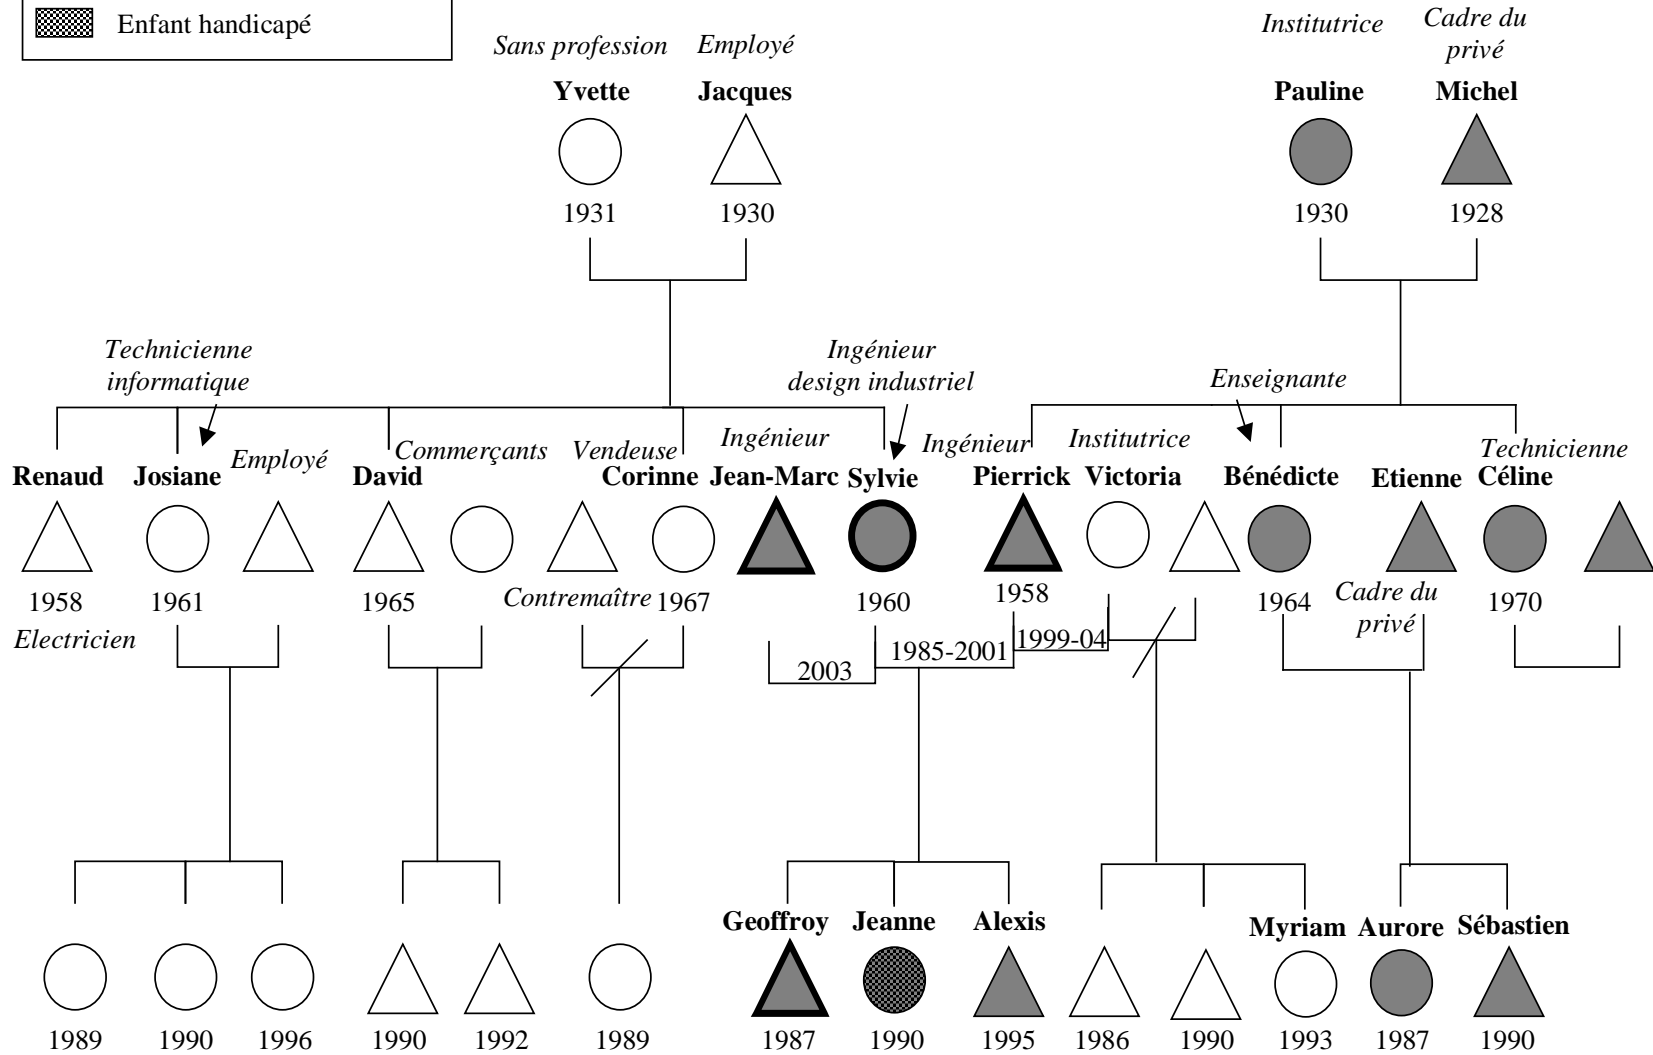 Enfant handicapé
Sans profession
Employé
Institutrice
Cadre du
privé
Yvette
Jacques
Pauline
Michel
1931
1930
1930
1928
Technicienne
informatique
Ingénieur
design industriel
Enseignante
Employé
Commerçants
Vendeuse
Ingénieur
Ingénieur
Institutrice
Technicienne
Renaud
Josiane
David
Corinne
Jean-Marc
Sylvie
Pierrick
Victoria
Bénédicte
Etienne
Céline
1958
1961
1965
Contremaître
1967
1960
1958
1964
Cadre du
privé
1970
Electricien
2003
1985-2001
1999-04
Geoffroy
Jeanne
Alexis
Myriam
Aurore
Sébastien
1989
1990
1996
1990
1992
1989
1987
1990
1995
1986
1990
1993
1987
1990